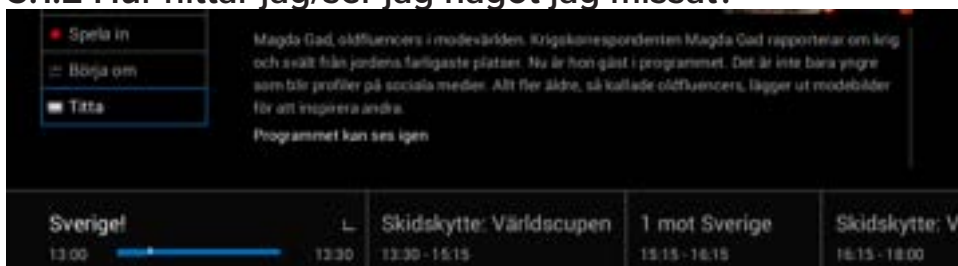 Spela in
Börja om
Titta
Magda Gad, oldfluencers i modevärlden. Krigskorrespondenten Magda Gad rapporterar om krig
och svält från jordens farligaste platser. Nu är hon gäst i programmet. Det är inte bara yngre
som blir profiler på sociala medier. Allt fler äldre, så kallade oldfluencers, lägger ut modebilder
för att inspirera andra.
Programmet kan ses igen
Sverige!
13:00
13:30
Skidskytte: Världscupen
13:30 - 15:15
1 mot Sverige
15:15 - 16:15
Skidskytte: V
16:15 - 18:00